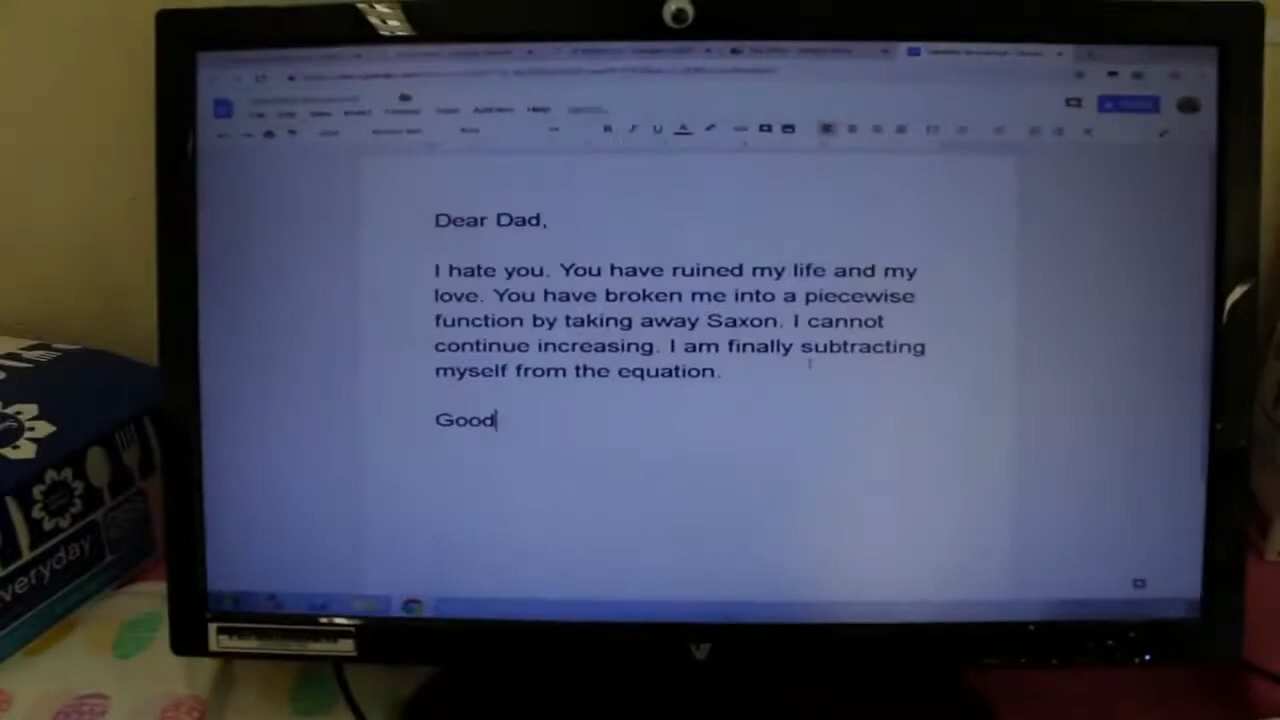 Dear Dad,
I hate you. You have ruined my life and my
love. You have broken me into a piecewise
function by taking away Saxon. I cannot
continue increasing. I am finally subtracting
myself from the equation.
Good
veryday